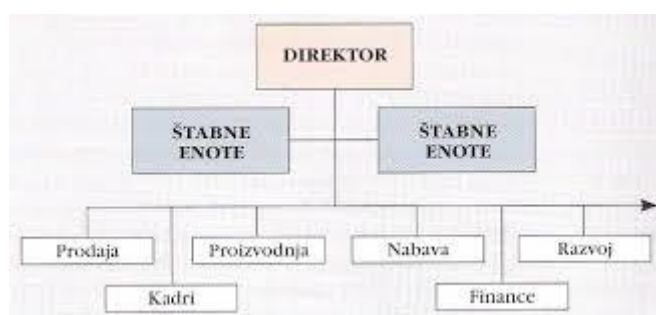 DIREKTOR
ŠTABNE
ENOTE
ŠTABNE
ENOTE
Prodaja
Proizvodnja
Nabava
Razvoj
Kadri
Finance